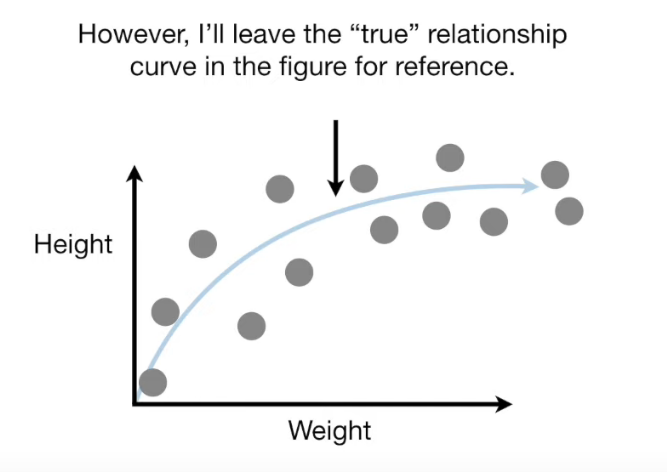 However, I’ll leave the “true” relationship
curve in the figure for reference.
Height
Weight